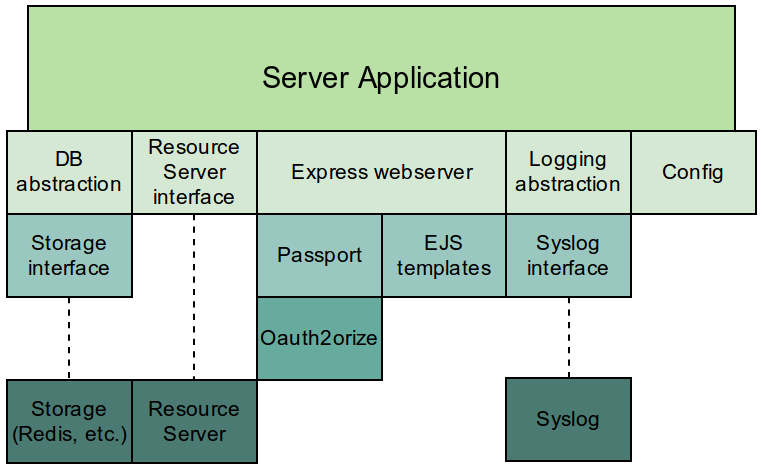 Server Application
DB
abstraction
Resource
Server
interface
Express webserver
Logging
abstraction
Config
Storage
interface
Passport
EJS
templates
Syslog
interface
Oauth2orize
Storage
(Redis, etc.)
Resource
Server
Syslog